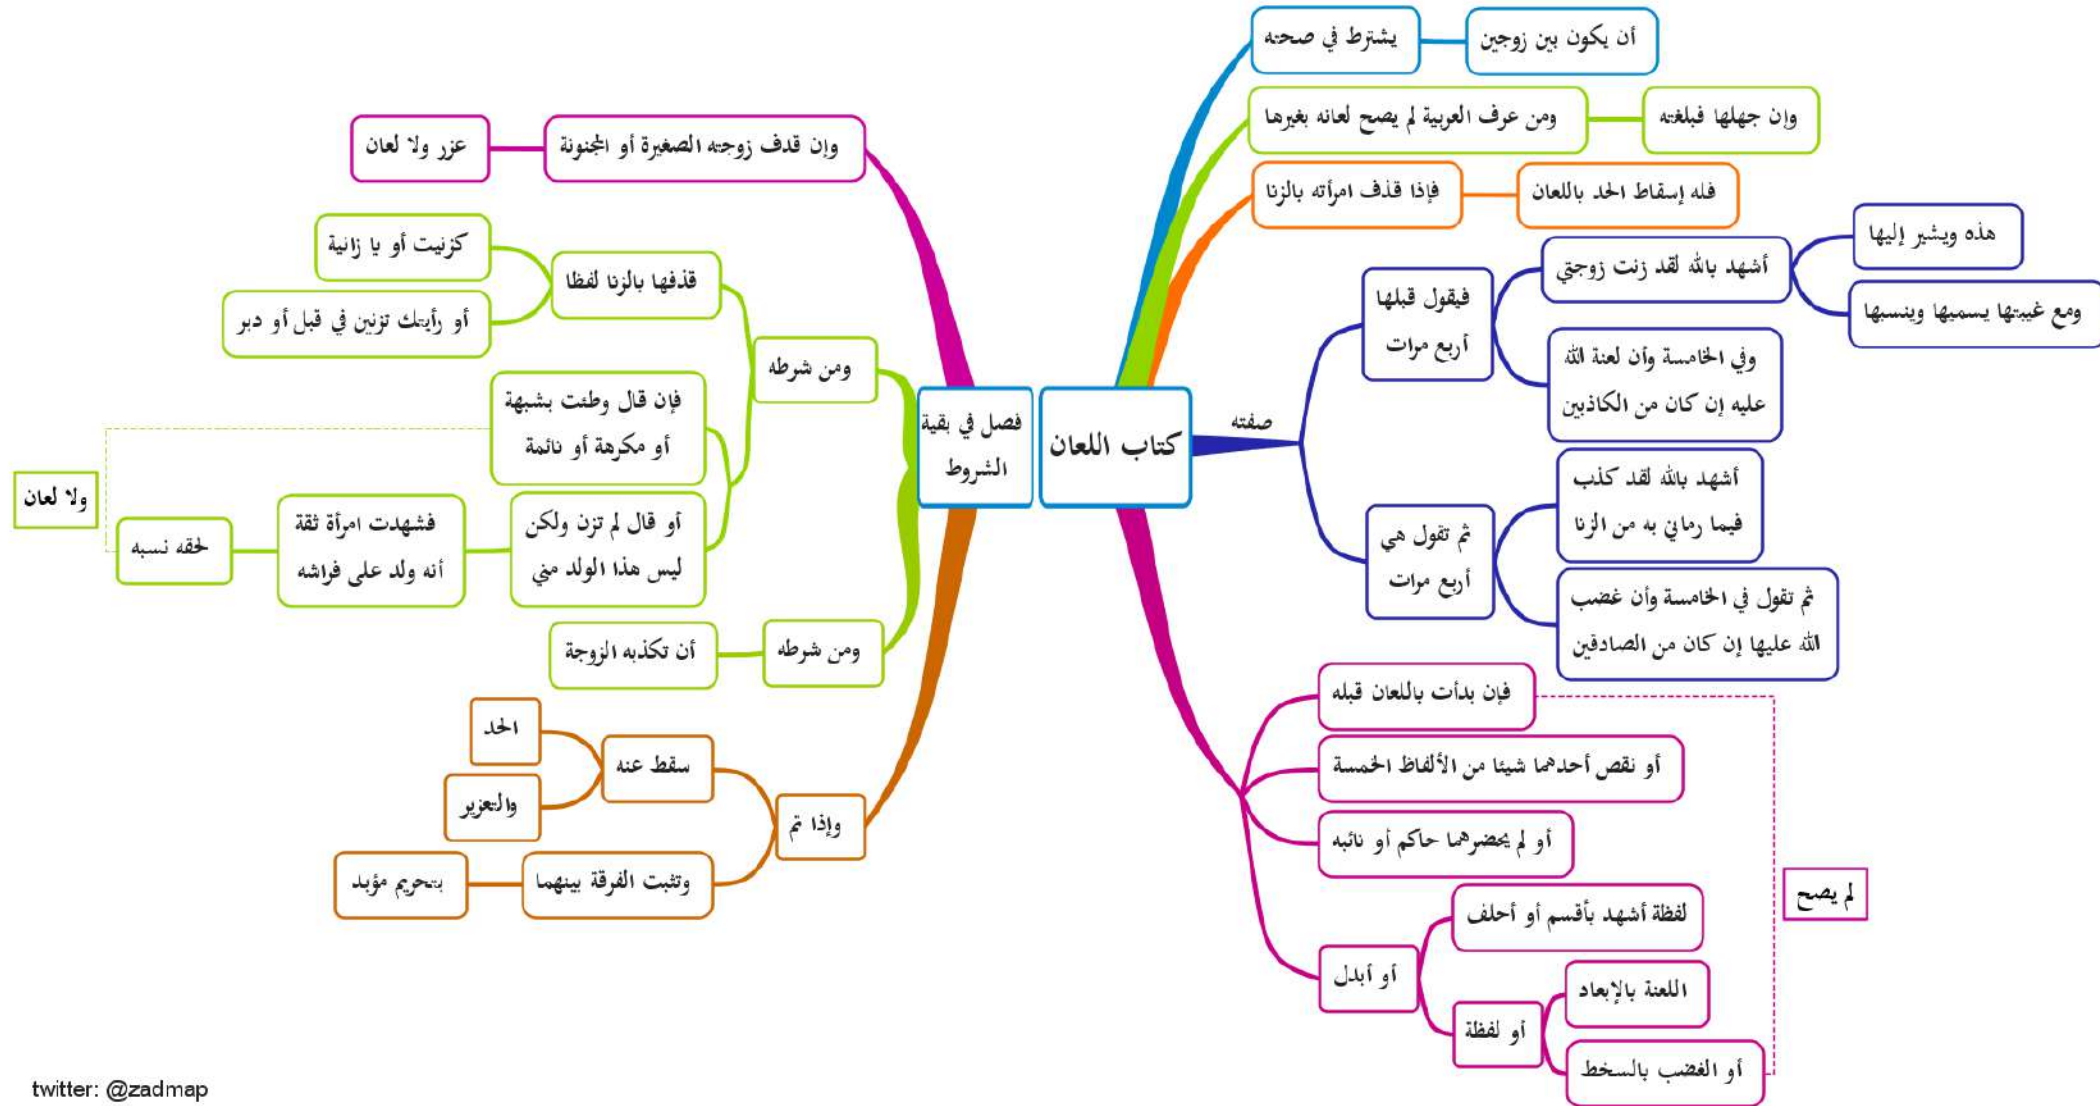 كتاب اللعان
يشترط في صحته
أن يكون بين زوجين
ومن عرف العربية لم يصح لعانه بغيرها
وإن جهلها فبلغته
فإذا قذف امرأته بالزنا
فله إسقاط الحد باللعان
صفته
فيقول قبلها
أربع مرات
أشهد بالله لقد زنت زوجتي
هذه ويشير إليها
ومع غيبتها يسميها وينسبها
وفي الخامسة وأن لعنة الله
عليه إن كان من الكاذبين
ثم تقول هي
أربع مرات
أشهد بالله لقد كذب
فيما رماني به من الزنا
ثم تقول في الخامسة وأن غضب
الله عليها إن كان من الصادقين
فإن بدأت باللعان قبله
أو نقص أحدهما شيئا من الألفاظ الخمسة
أو لم يحضرهما حاكم أو نائبه
أو أبدل
لفظة أشهد بأقسم أو أحلف
أو لفظة
اللعنة بالإبعاد
أو الغضب بالسخط
لم يصح
فصل في بقية
الشروط
وإن قدف زوجته الصغيرة أو المجنونة
عزر ولا لعان
ومن شرطه
قذفها بالزنا لفظا
كزنيت أو يا زانية
أو رأيتك تزنين في قبل أو دبر
فإن قال وطئت بشبهة
أو مكرهة أو نائمة
أو قال لم تزن ولكن
ليس هذا الولد مني
فشهدت امرأة ثقة
أنه ولد على فراشه
لحقه نسبه
ولا لعان
ومن شرطه
أن تكذبه الزوجة
وإذا تم
سقط عنه
الحد
والتعزير
وتثبت الفرقة بينهما
بتحريم مؤبد
twitter: @zadmap